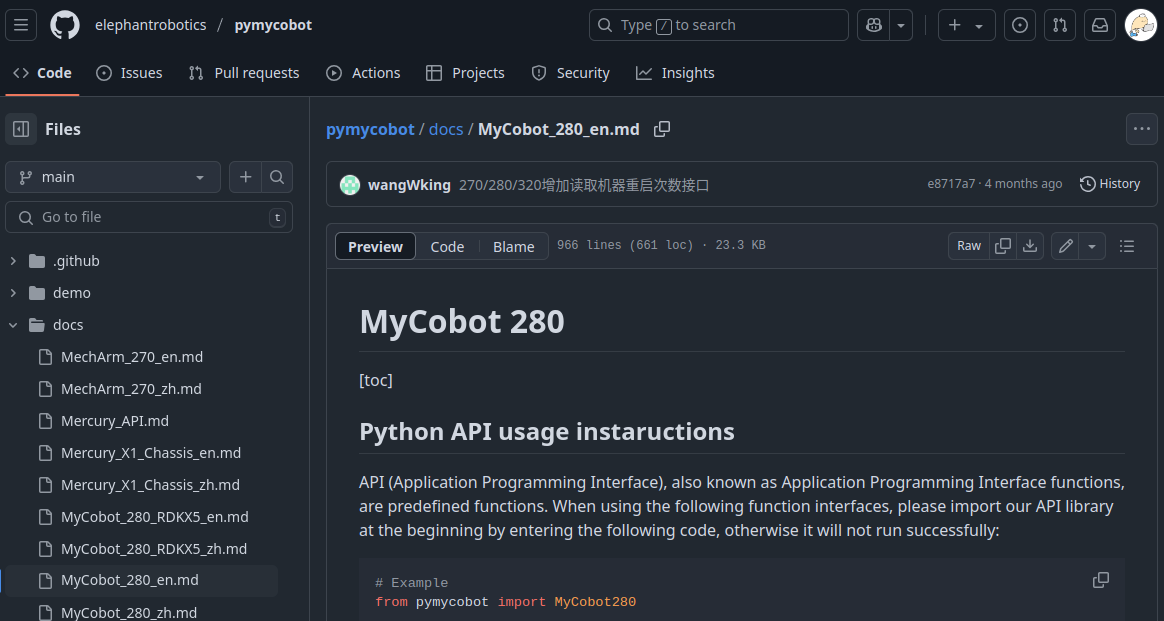 elephantrobotics / pymycobot
Type / to search
Code
Issues
Pull requests
Actions
Projects
Security
Insights
Files
main
Go to file
t
.github
demo
docs
MechArm_270_en.md
MechArm_270_zh.md
Mercury_API.md
Mercury_X1_Chassis_en.md
Mercury_X1_Chassis_zh.md
MyCobot_280_RDKX5_en.md
MyCobot_280_RDKX5_zh.md
MyCobot_280_en.md
MyCobot_280_zh.md
pymycobot / docs / MyCobot_280_en.md
wangWking 270/280/320增加读取机器重启次数接口
e8717a7 · 4 months ago
History
Preview
Code
Blame
966 lines (661 loc) · 23.3 KB
Raw
MyCobot 280
[toc]
Python API usage instaructions
API (Application Programming Interface), also known as Application Programming Interface functions,
are predefined functions. When using the following function interfaces, please import our API library
at the beginning by entering the following code, otherwise it will not run successfully:
# Example
from pymycobot import MyCobot280